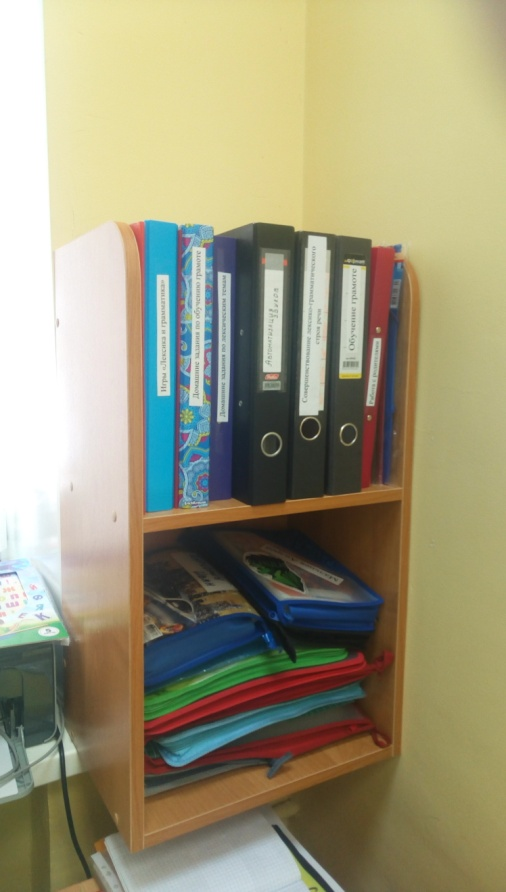 Игры «Лексика и грамматика»
Домашние задания по обучению грамоте
Домашние задания по лексическим темам
Автоматизация
звуков
Совершенствование лексико-грамматического
строя речи
Обучение грамоте
Работа с